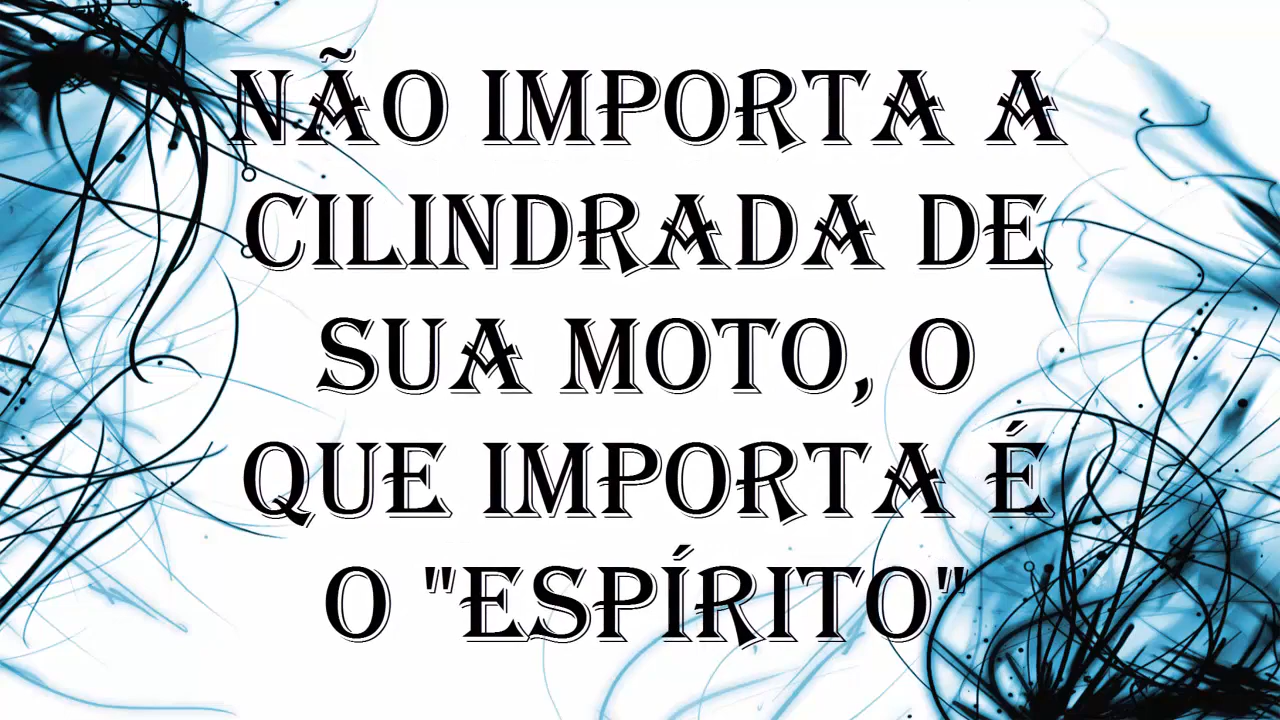 NÃO IMPORTA A
CILINDRADA DE
SUA MOTO, O
QUE IMPORTA É
O "ESPÍRITO"